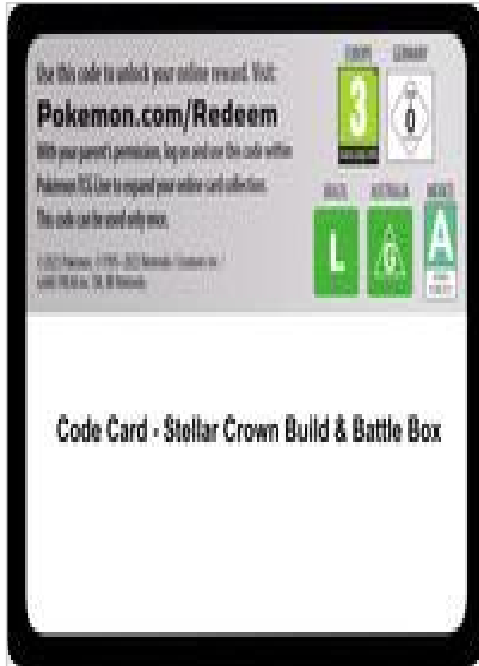 Use this code to unlock your online reward. Visit:
EUROPE GERMANY
Pokemon.com/Redeem
3
0
With your parent's permission, log on and use the code within
Pokémon TCG Live to expand your online card collection.
This code can be used only once.
BRAZIL AUSTRALIA MEXICO
L G A
Code Card - Stellar Crown Build & Battle Box